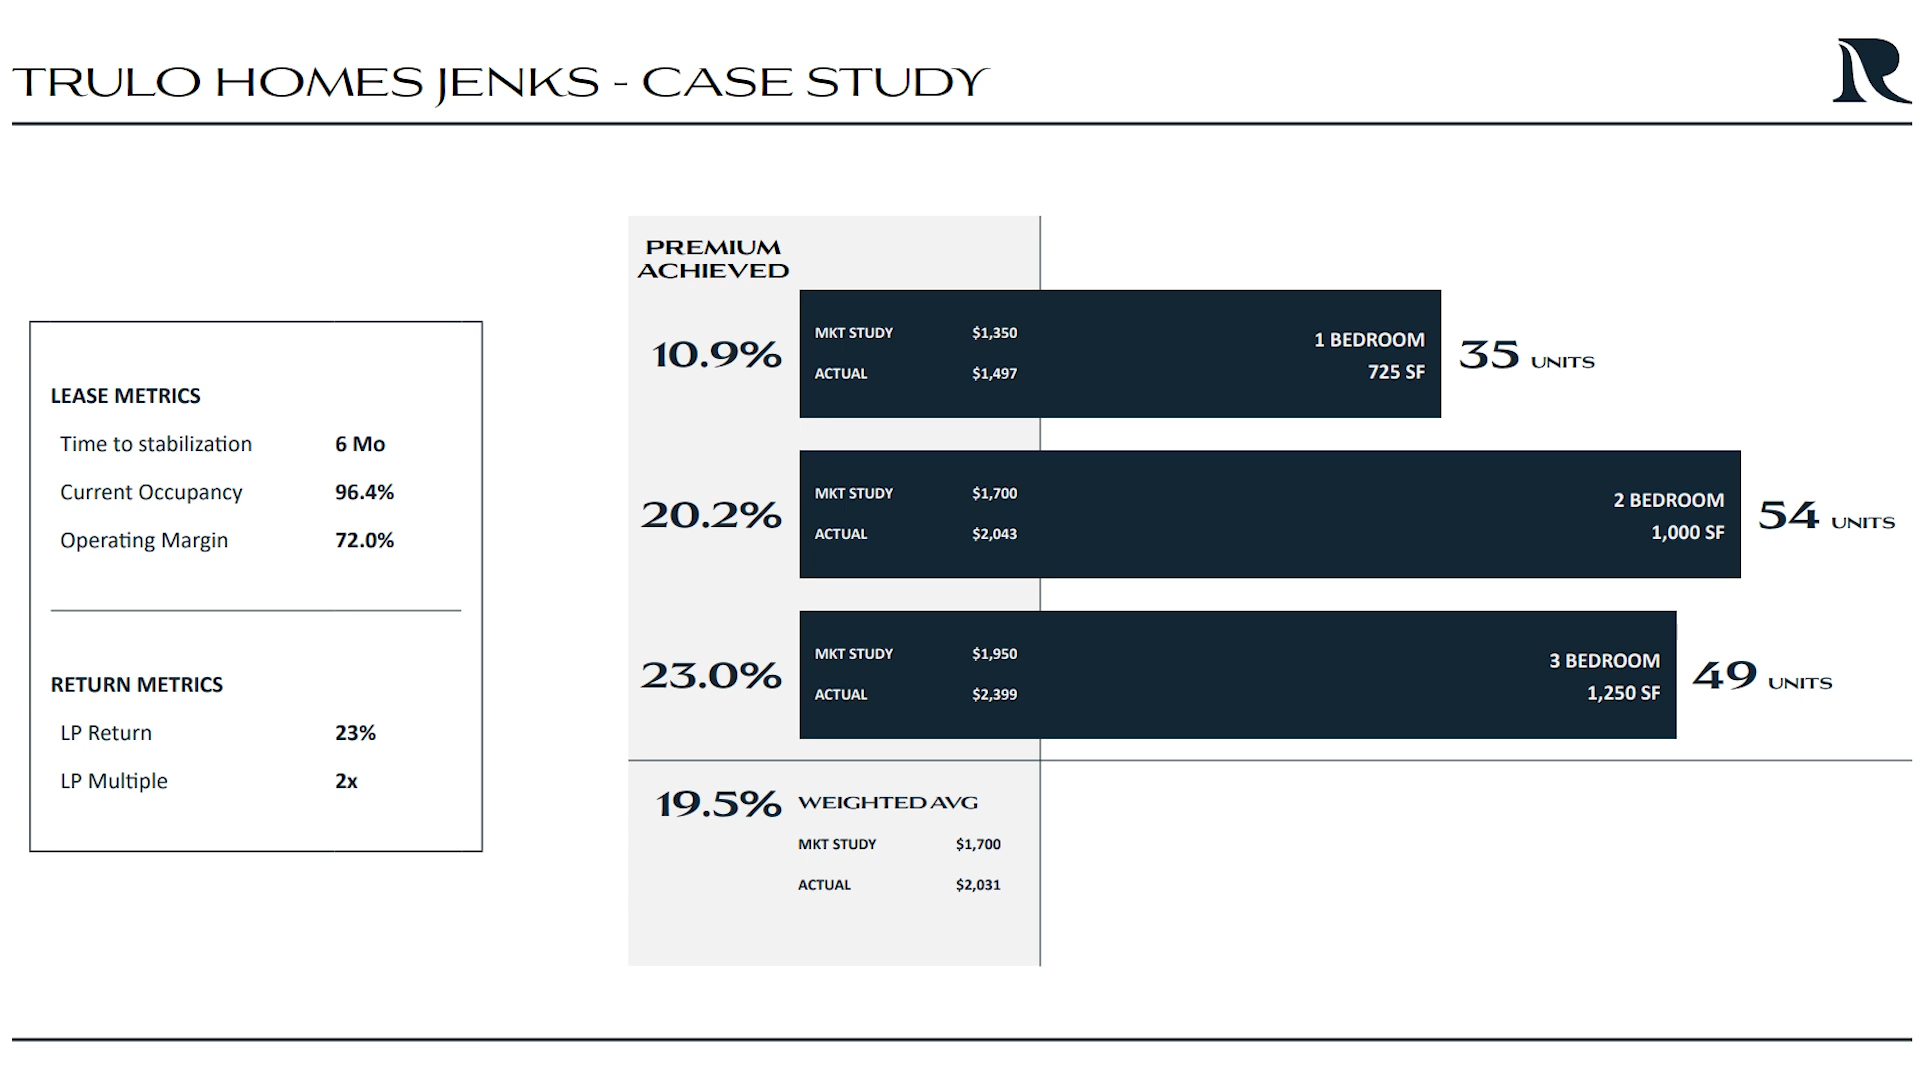 TRULO HOMES JENKS - CASE STUDY
R
LEASE METRICS
Time to stabilization 6 Mo
Current Occupancy 96.4%
Operating Margin 72.0%
RETURN METRICS
LP Return 23%
LP Multiple 2x
PREMIUM
ACHIEVED
10.9%
MKT STUDY $1,350
ACTUAL $1,497
1 BEDROOM
725 SF
35 UNITS
20.2%
MKT STUDY $1,700
ACTUAL $2,043
2 BEDROOM
1,000 SF
54 UNITS
23.0%
MKT STUDY $1,950
ACTUAL $2,399
3 BEDROOM
1,250 SF
49 UNITS
19.5% WEIGHTED AVG
MKT STUDY $1,700
ACTUAL $2,031